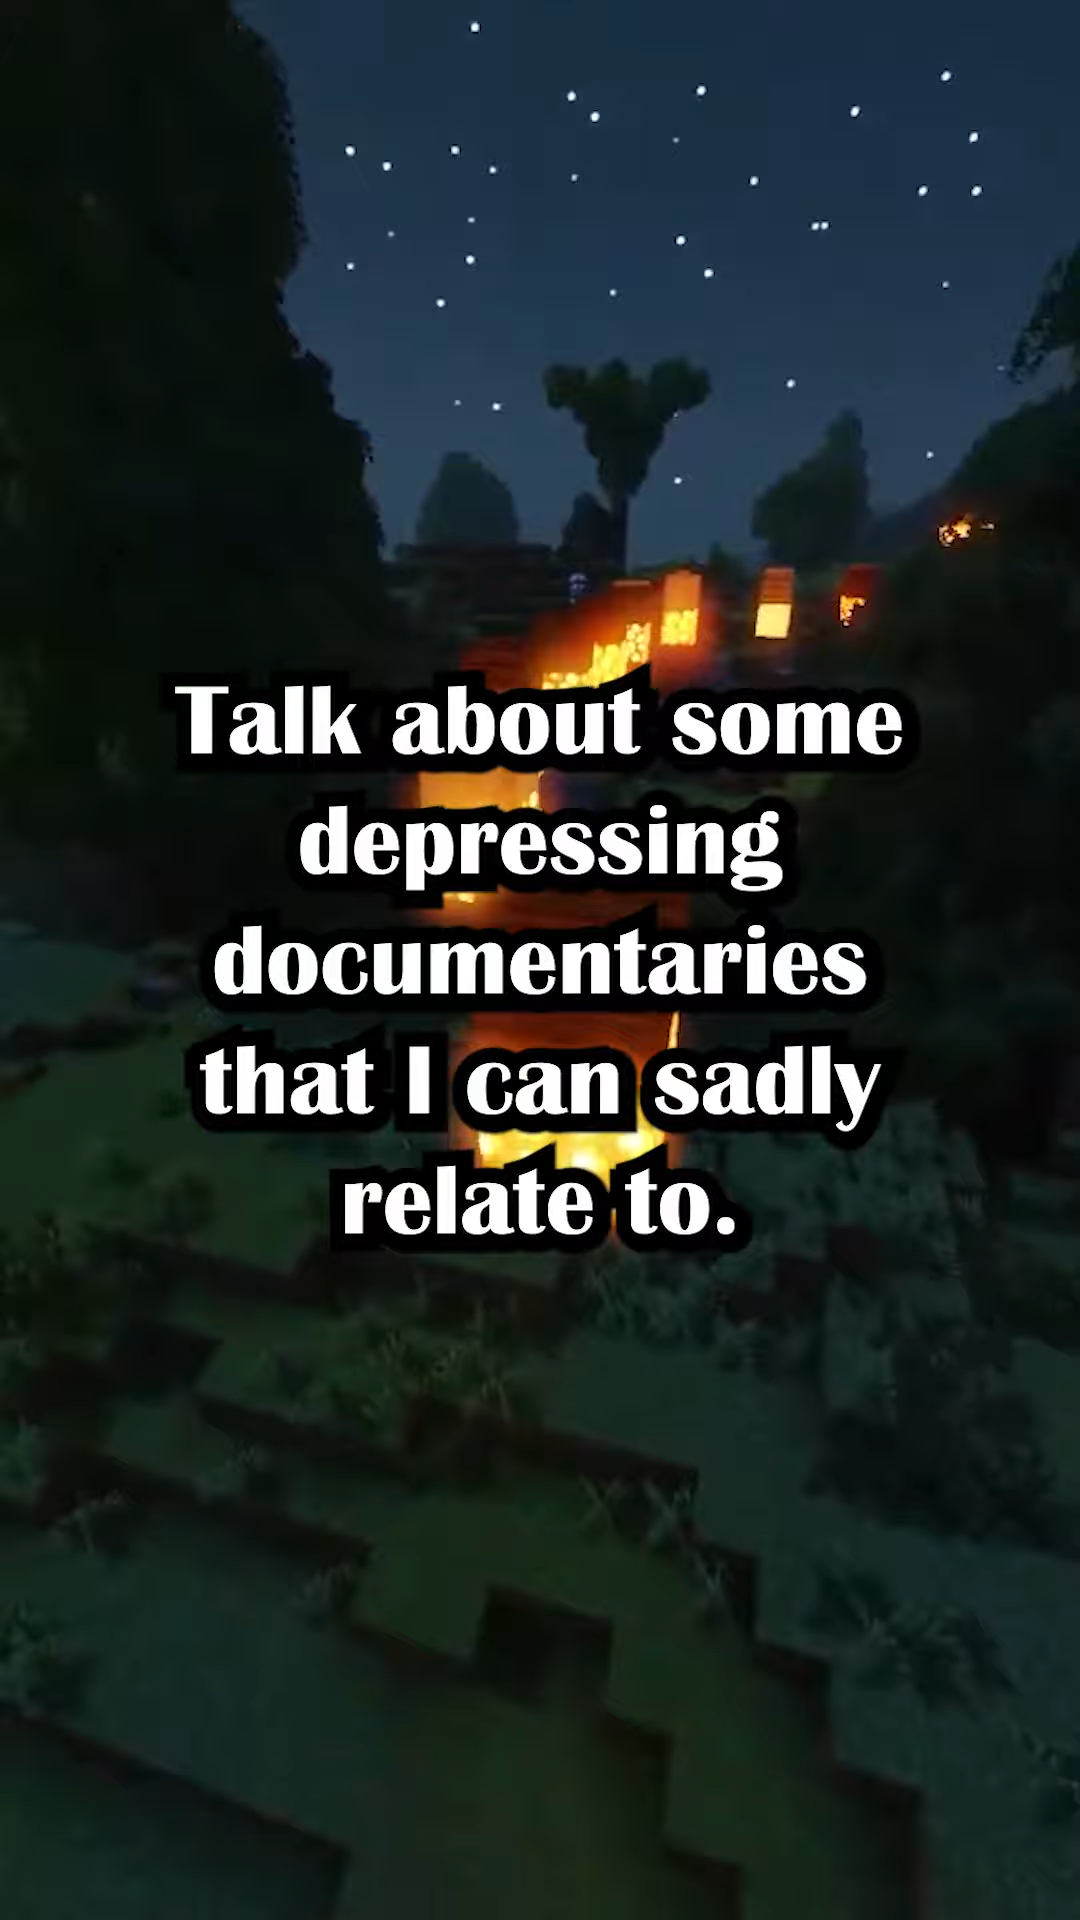 Talk about some
depressing
documentaries
that I can sadly
relate to.